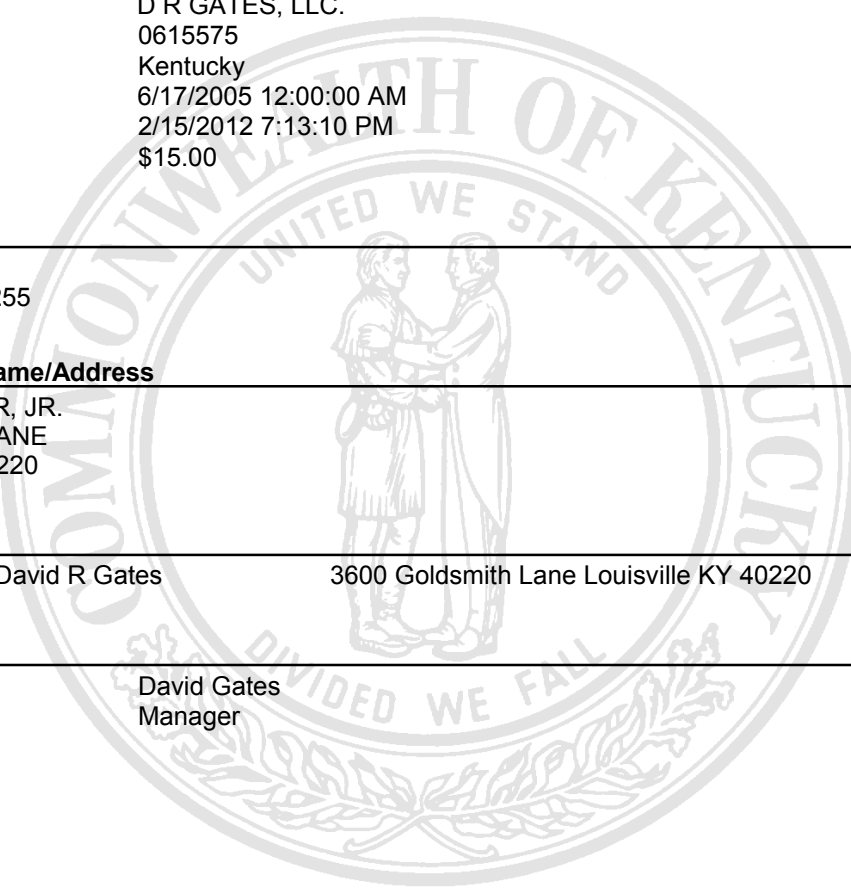 D R GATES, LLC.
0615575
Kentucky
6/17/2005 12:00:00 AM
2/15/2012 7:13:10 PM
$15.00
255
ame/Address
R, JR.
ANE
220
David R Gates 3600 Goldsmith Lane Louisville KY 40220
David Gates
Manager
COMMONWEALTH OF KENTUCKY
UNITED WE STAND
DIVIDED WE FALL